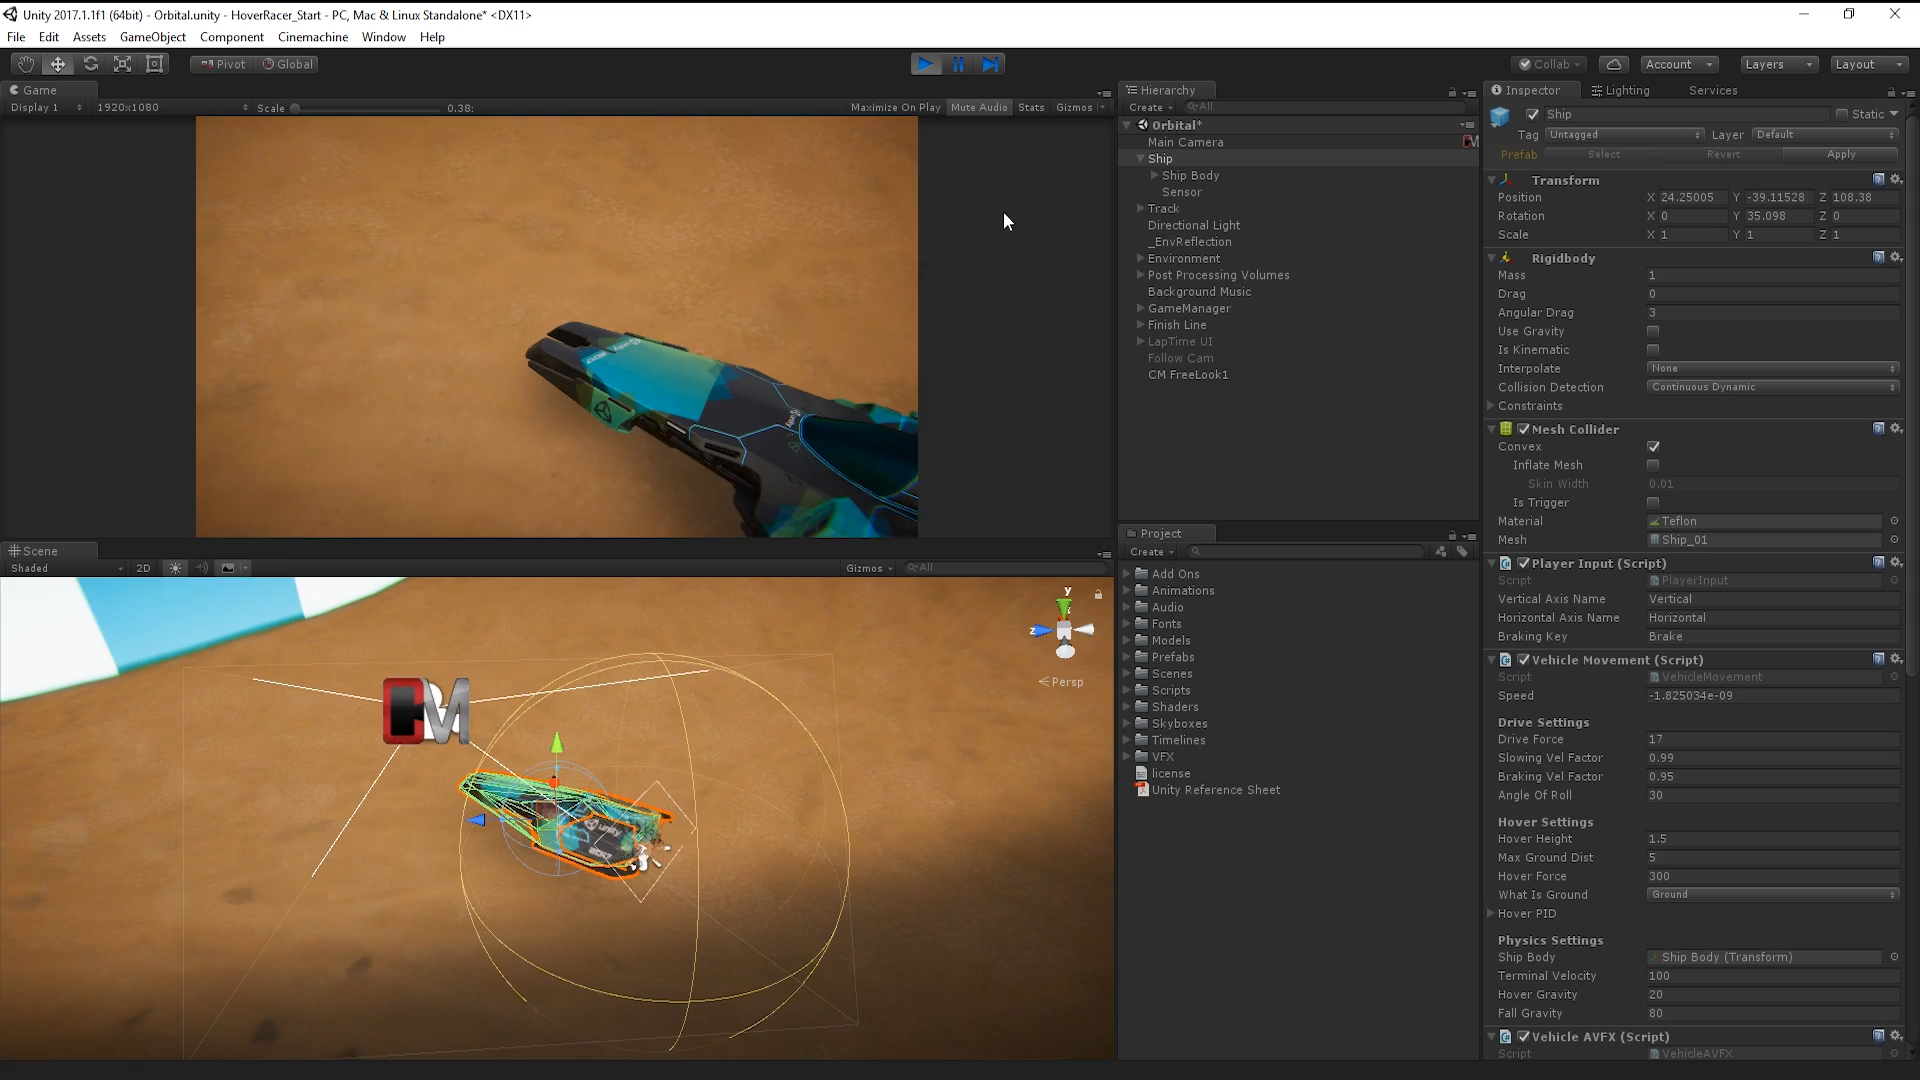 Unity 2017.1.1f1 (64bit) - Orbital.unity - HoverRacer_Start - PC, Mac & Linux Standalone* <DX11>
File Edit Assets GameObject Component Cinemachine Window Help
Pivot Global Collab Account Layers Layout
Game
Display 1 1920x1080 Scale 0.38: Maximize On Play Mute Audio Stats Gizmos
Scene
Shaded 2D Gizmos All
y
z
Persp
Hierarchy
Create All
Orbital*
Main Camera
Ship
Ship Body
Sensor
Track
Directional Light
_EnvReflection
Environment
Post Processing Volumes
Background Music
GameManager
Finish Line
LapTime UI
Follow Cam
CM FreeLook1
Project
Create
Add Ons
Animations
Audio
Fonts
Models
Prefabs
Scenes
Scripts
Shaders
Skyboxes
Timelines
VFX
license
Unity Reference Sheet
Inspector Lighting Services
Ship Static
Tag Untagged Layer Default
Prefab Select Revert Apply
Transform
Position X 24.25005 Y -39.11528 Z 108.38
Rotation X 0 Y 35.098 Z 0
Scale X 1 Y 1 Z 1
Rigidbody
Mass 1
Drag 0
Angular Drag 3
Use Gravity
Is Kinematic
Interpolate None
Collision Detection Continuous Dynamic
Constraints
Mesh Collider
Convex
Inflate Mesh
Skin Width 0.01
Is Trigger
Material Teflon
Mesh Ship_01
Player Input (Script)
Script PlayerInput
Vertical Axis Name Vertical
Horizontal Axis Name Horizontal
Braking Key Brake
Vehicle Movement (Script)
Script VehicleMovement
Speed -1.825034e-09
Drive Settings
Drive Force 17
Slowing Vel Factor 0.99
Braking Vel Factor 0.95
Angle Of Roll 30
Hover Settings
Hover Height 1.5
Max Ground Dist 5
Hover Force 300
What Is Ground Ground
Hover PID
Physics Settings
Ship Body Ship Body (Transform)
Terminal Velocity 100
Hover Gravity 20
Fall Gravity 80
Vehicle AVFX (Script)
Script VehicleAVFX